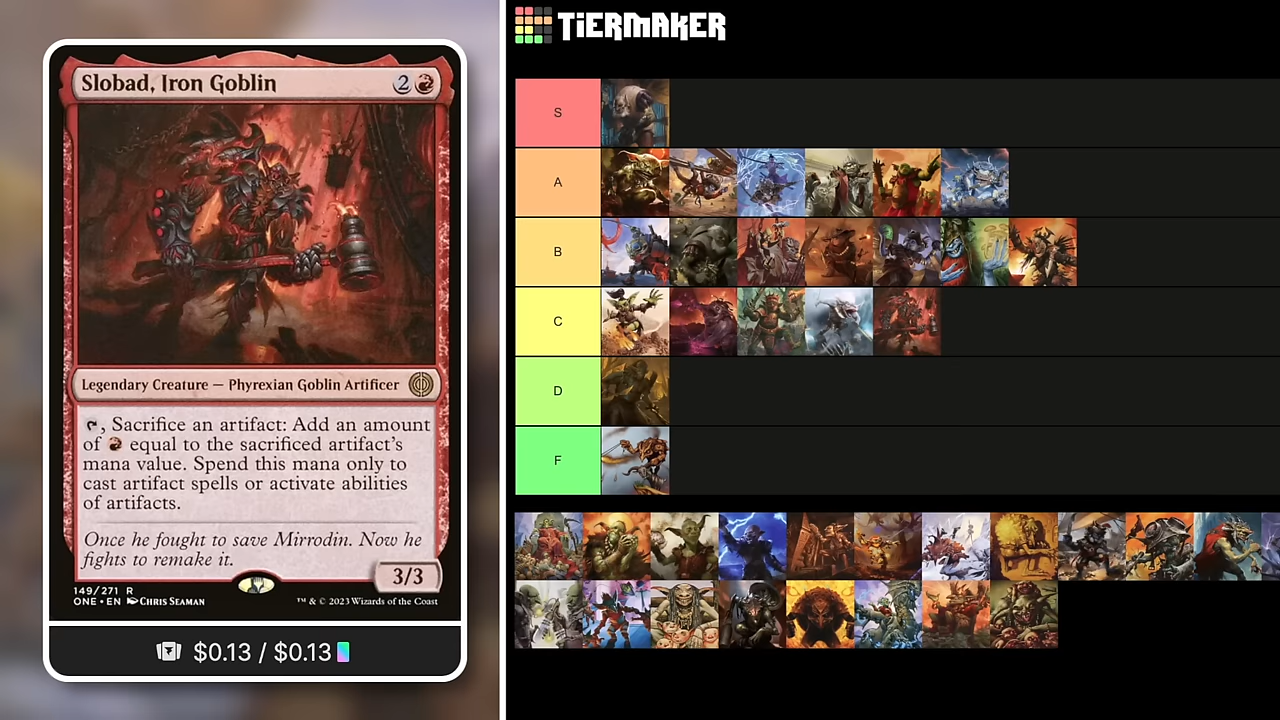 Slobad, Iron Goblin 2
Legendary Creature — Phyrexian Goblin Artificer
, Sacrifice an artifact: Add an amount
of equal to the sacrificed artifact's
mana value. Spend this mana only to
cast artifact spells or activate abilities
of artifacts.
Once he fought to save Mirrodin. Now he
fights to remake it.
3/3
149/271 R
ONE • EN CHRIS SEAMAN
™ & © 2023 Wizards of the Coast
$0.13 / $0.13
TIERMAKER
S
A
B
C
D
F